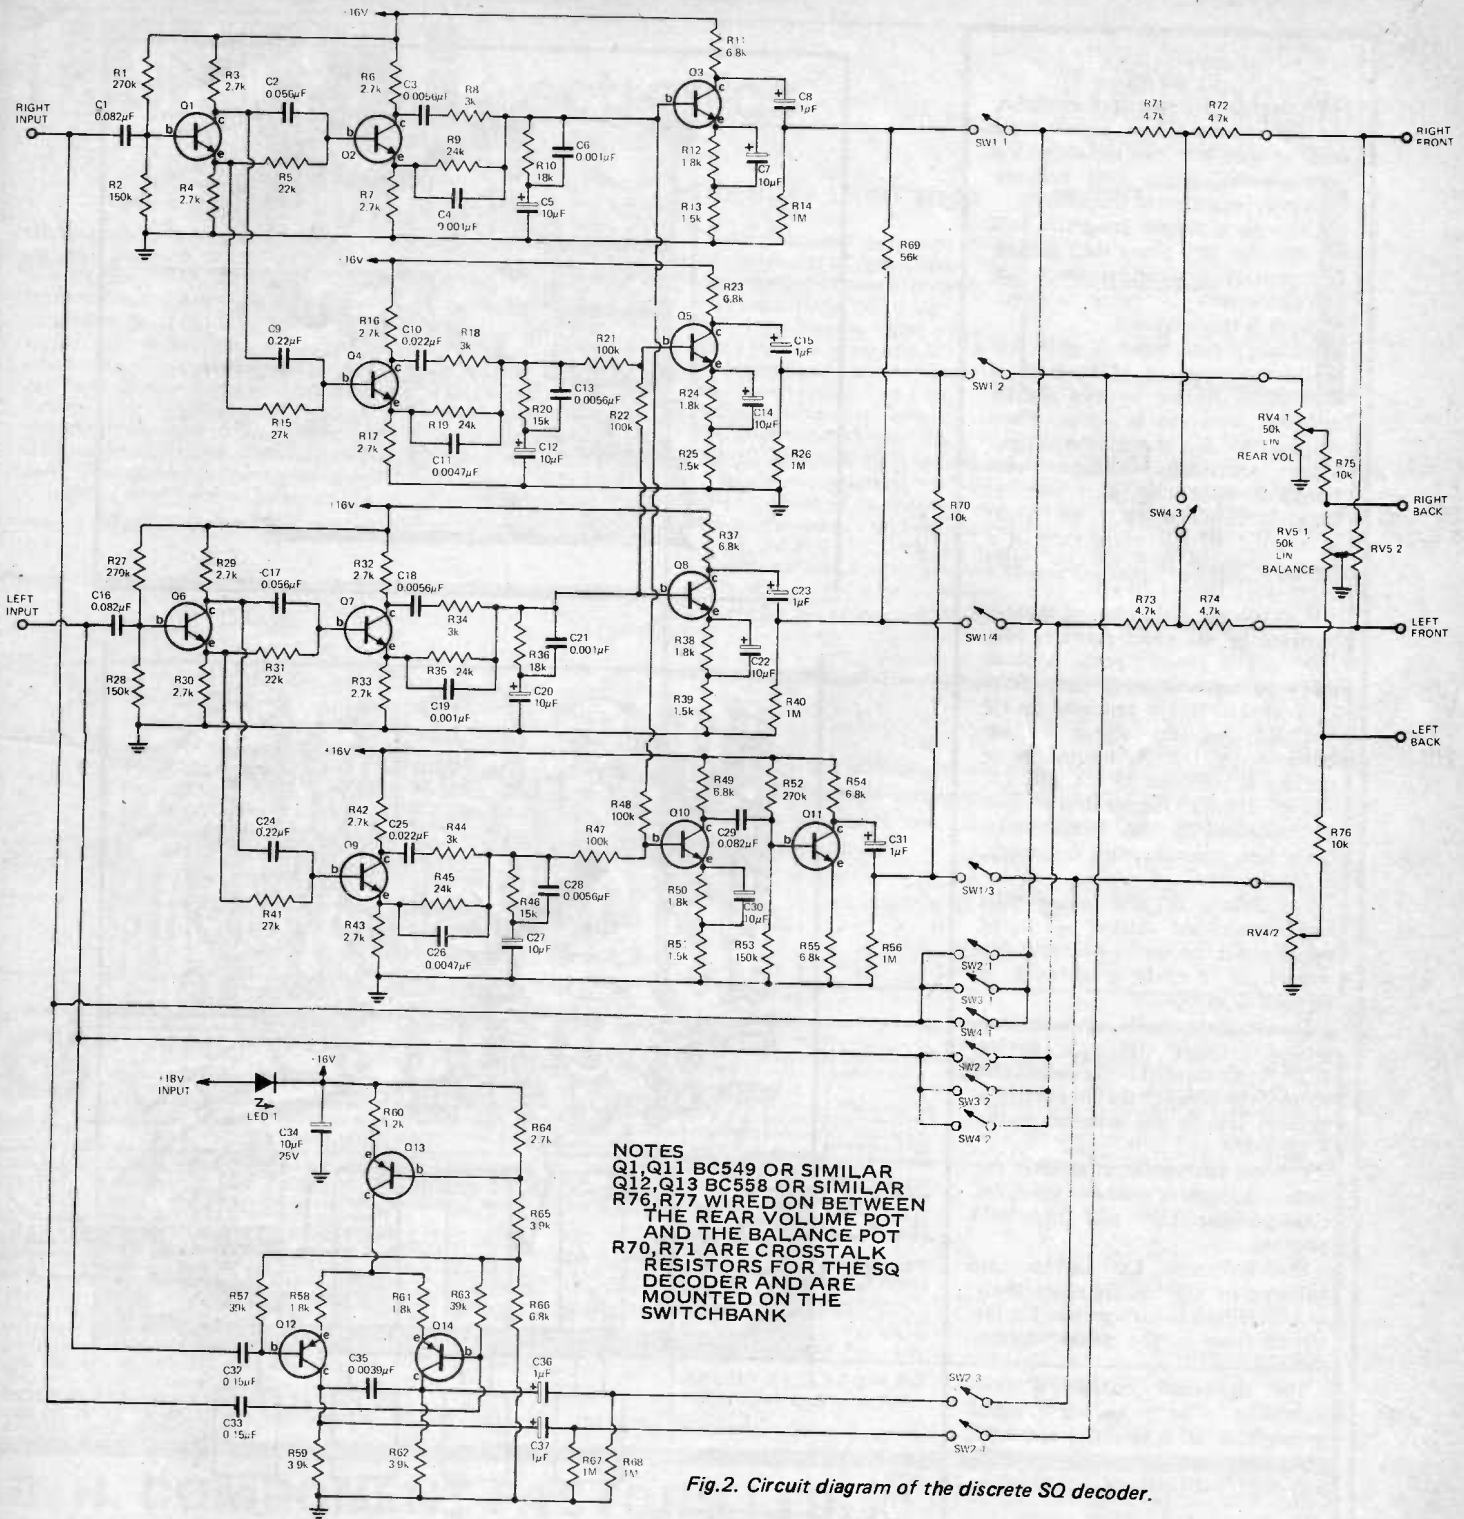 -16V
R11
6.8k
R1
270k
R3
2.7k
C2
0.056µF
R6
2.7k
C3
0.0056µF
R8
3k
Q3
C8
1µF
R71
4.7k
R72
4.7k
RIGHT
INPUT
C1
0.082µF
Q1
b
c
e
Q2
b
c
e
b
c
e
SW1 1
RIGHT
FRONT
R9
24k
R10
18k
C6
0.001µF
R12
1.8k
C7
10µF
R2
150k
R4
2.7k
R5
22k
R7
2.7k
C4
0.001µF
C5
10µF
R13
1.5k
R14
1M
R69
56k
-16V
R23
6.8k
C9
0.22µF
R16
2.7k
C10
0.022µF
R18
3k
R21
100k
Q5
C15
1µF
Q4
b
c
e
b
c
e
C13
0.0056µF
R24
1.8k
C14
10µF
SW1 2
R15
27k
R17
2.7k
R19 24k
R20
15k
R22
100k
C11
0.0047µF
C12
10µF
R25
1.5k
R26
1M
RV4 1
50k
LIN
REAR VOL
R75
10k
SW4 3
R70
10k
RIGHT
BACK
RV5 1
50k
LIN
BALANCE
RV5 2
+16V
R37
6.8k
R27
270k
R29
2.7k
C17
0.056µF
R32
2.7k
C18
0.0056µF
R34
3k
Q8
C23
1µF
LEFT
INPUT
C16
0.082µF
Q6
b
c
e
Q7
b
c
e
b
c
e
R73
4.7k
R74
4.7k
SW1/4
LEFT
FRONT
R36
18k
C21
0.001µF
R38
1.8k
C22
10µF
R28
150k
R30
2.7k
R31
22k
R33
2.7k
R35 24k
C19
0.001µF
C20
10µF
R39
1.5k
R40
1M
LEFT
BACK
+16V
R49
6.8k
R52
270k
R54
6.8k
C24
0.22µF
R42
2.7k
C25
0.022µF
R44
3k
R47
100k
R48
100k
Q10
C29
0.082µF
Q11
C31
1µF
Q9
b
c
e
b
c
e
b
c
e
R76
10k
R45
24k
R46
15k
C28
0.0056µF
R50
1.8k
C30
10µF
SW1/3
R41
27k
R43
2.7k
C26
0.0047µF
C27
10µF
R51
1.5k
R53
150k
R55
6.8k
R56
1M
RV4/2
SW2 1
SW3 1
SW4 1
SW2 2
SW3 2
SW4 2
+18V
INPUT
LED 1
-16V
C34
10µF
25V
R60
1.2k
Q13
e
b
c
R64
2.7k
R65
3.9k
NOTES
Q1,Q11 BC549 OR SIMILAR
Q12,Q13 BC558 OR SIMILAR
R76,R77 WIRED ON BETWEEN
THE REAR VOLUME POT
AND THE BALANCE POT
R70,R71 ARE CROSSTALK
RESISTORS FOR THE SQ
DECODER AND ARE
MOUNTED ON THE
SWITCHBANK
R57
39k
R58
1.8k
R61
1.8k
R63
39k
R66
6.8k
Q12
b
e
c
Q14
e
b
c
C32
0.15µF
C35
0.0039µF
C36
1µF
SW2 3
C33
0.15µF
R59
3.9k
R62
3.9k
C37
1µF
R67
1M
R68
1M
Fig.2. Circuit diagram of the discrete SQ decoder.